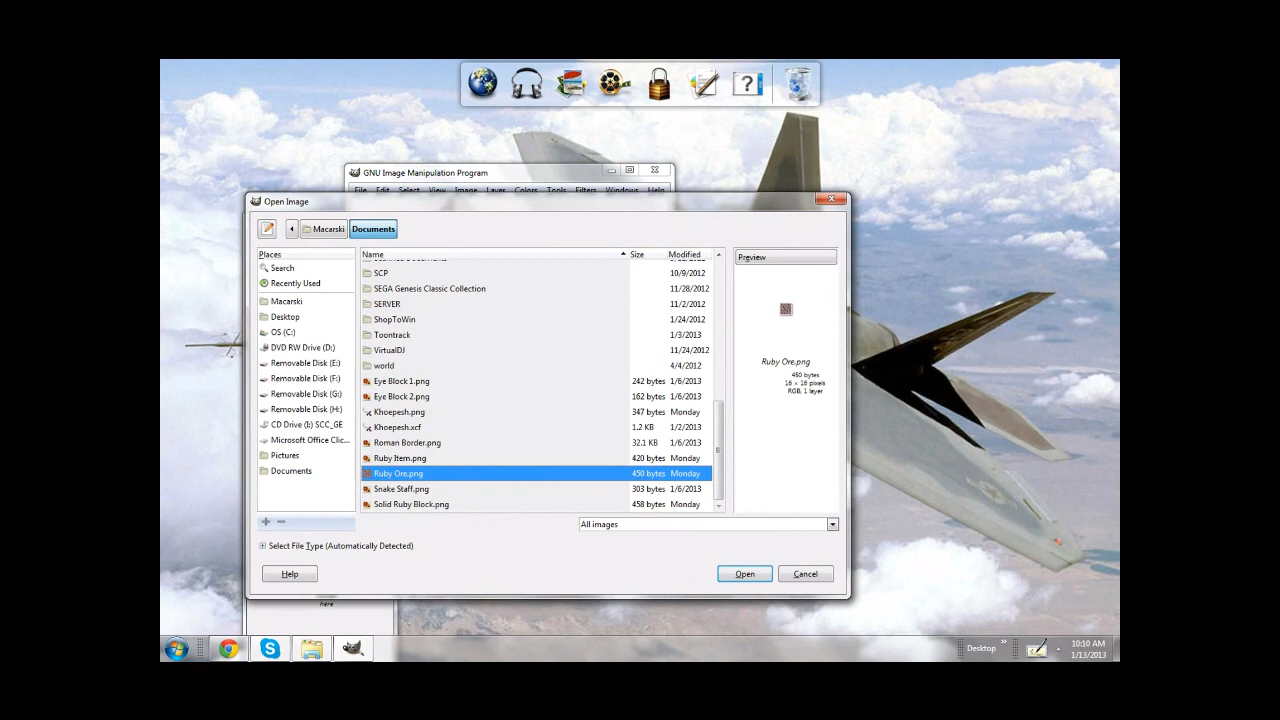 ?
GNU Image Manipulation Program
File Edit Select View Image Layer Colors Tools Filters Windows Help
Open Image
Macarski Documents
Places
Search
Recently Used
Macarski
Desktop
OS (C:)
DVD RW Drive (D:)
Removable Disk (E:)
Removable Disk (F:)
Removable Disk (G:)
Removable Disk (H:)
CD Drive (I:) SCC_GE
Microsoft Office Clic...
Pictures
Documents
Name Size Modified
SCP 10/9/2012
SEGA Genesis Classic Collection 11/28/2012
SERVER 11/2/2012
ShopToWin 1/24/2012
Toontrack 1/3/2013
VirtualDJ 11/24/2012
world 4/4/2012
Eye Block 1.png 242 bytes 1/6/2013
Eye Block 2.png 162 bytes 1/6/2013
Khoepesh.png 347 bytes Monday
Khoepesh.xcf 1.2 KB 1/2/2013
Roman Border.png 32.1 KB 1/6/2013
Ruby Item.png 420 bytes Monday
Ruby Ore.png 450 bytes Monday
Snake Staff.png 303 bytes 1/6/2013
Solid Ruby Block.png 458 bytes Monday
Preview
Ruby Ore.png
450 bytes
16 × 16 pixels
RGB, 1 layer
All images
Select File Type (Automatically Detected)
Help Open Cancel
here
Desktop
10:10 AM
1/13/2013